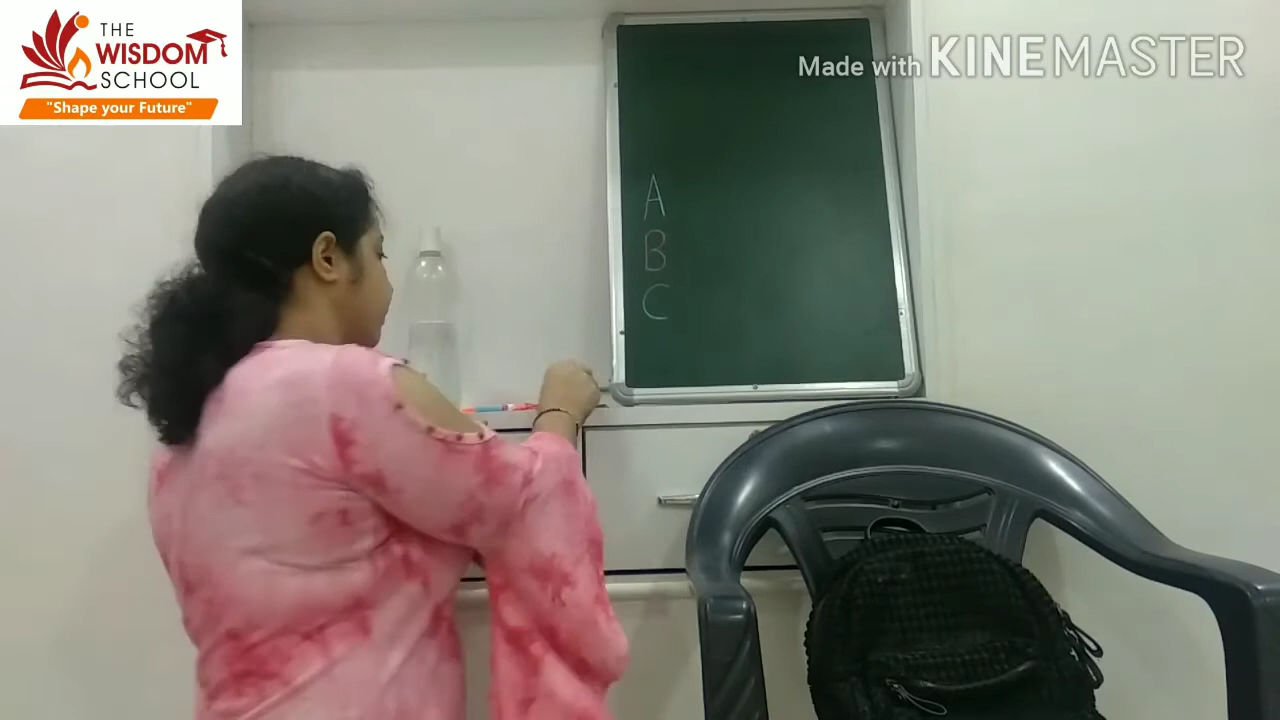 THE
WISDOM
SCHOOL
"Shape your Future"
Made with KINEMASTER
A
B
C